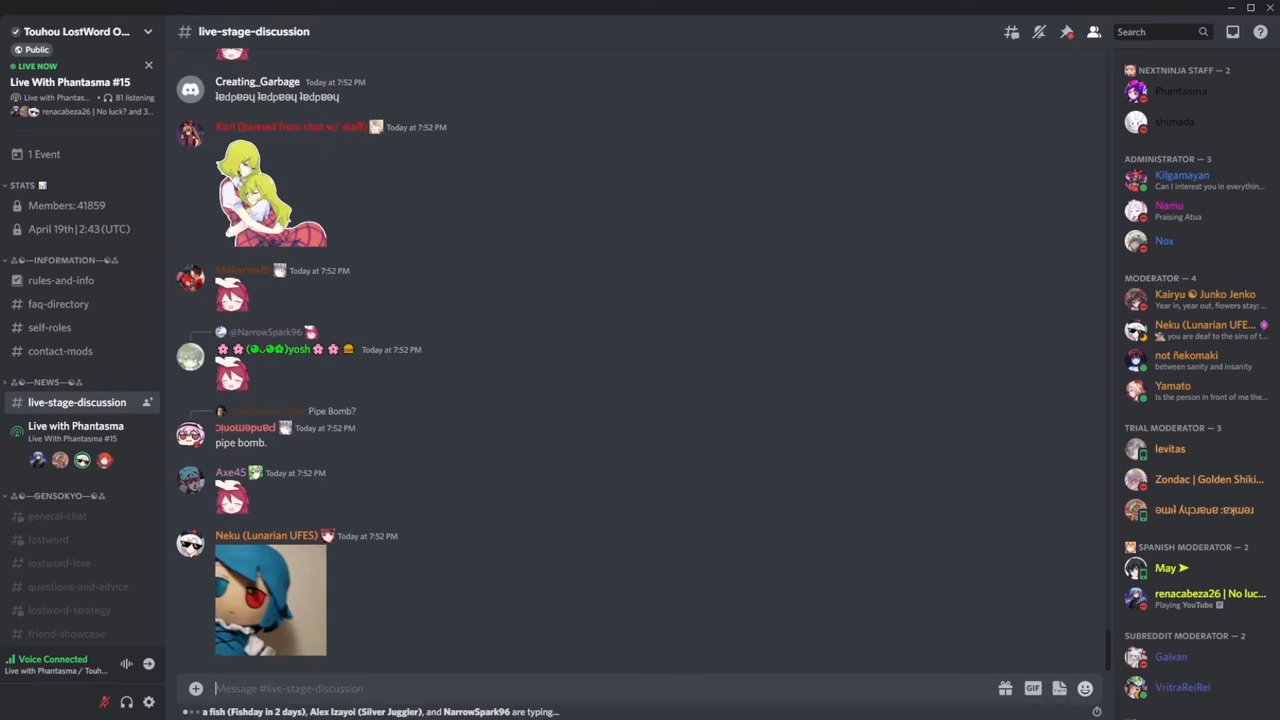 Touhou LostWord O...
Public
LIVE NOW
Live With Phantasma #15
Live with Phantas... 81 listening
renacabeza26 | No luck? and 3...
1 Event
STATS
Members: 41859
April 19th | 2:43 (UTC)
—INFORMATION—
rules-and-info
faq-directory
self-roles
contact-mods
—NEWS—
live-stage-discussion
Live with Phantasma
Live With Phantasma #15
—GENSOKYO—
general-chat
lostword
lostword-lore
questions-and-advice
lostword-strategy
friend-showcase
Voice Connected
Live with Phantasma / Touh...
live-stage-discussion
Creating_Garbage Today at 7:52 PM
Karl (banned from chat w/ staff) Today at 7:52 PM
Today at 7:52 PM
@NarrowSpark96
yosh Today at 7:52 PM
Pipe Bomb?
Today at 7:52 PM
pipe bomb.
Axe45 Today at 7:52 PM
Neku (Lunarian UFES) Today at 7:52 PM
Message #live-stage-discussion
GIF
a fish (Fishday in 2 days), Alex Izayoi (Silver Juggler), and NarrowSpark96 are typing...
Search
NEXTNINJA STAFF — 2
Phantasma
shimada
ADMINISTRATOR — 3
Kilgamayan
Can I interest you in everythin...
Namu
Praising Atua
Nox
MODERATOR — 4
Kairyu ☯ Junko Jenko
Year in, year out, flowers stay; ...
Neku (Lunarian UFE...
you are deaf to the sins of t...
not ñekomaki
between sanity and insanity
Yamato
Is the person in front of me the...
TRIAL MODERATOR — 3
levitas
Zondac | Golden Shiki...
SPANISH MODERATOR — 2
May ➤
renacabeza26 | No luc...
Playing YouTube
SUBREDDIT MODERATOR — 2
Gaivan
VritraReiRei